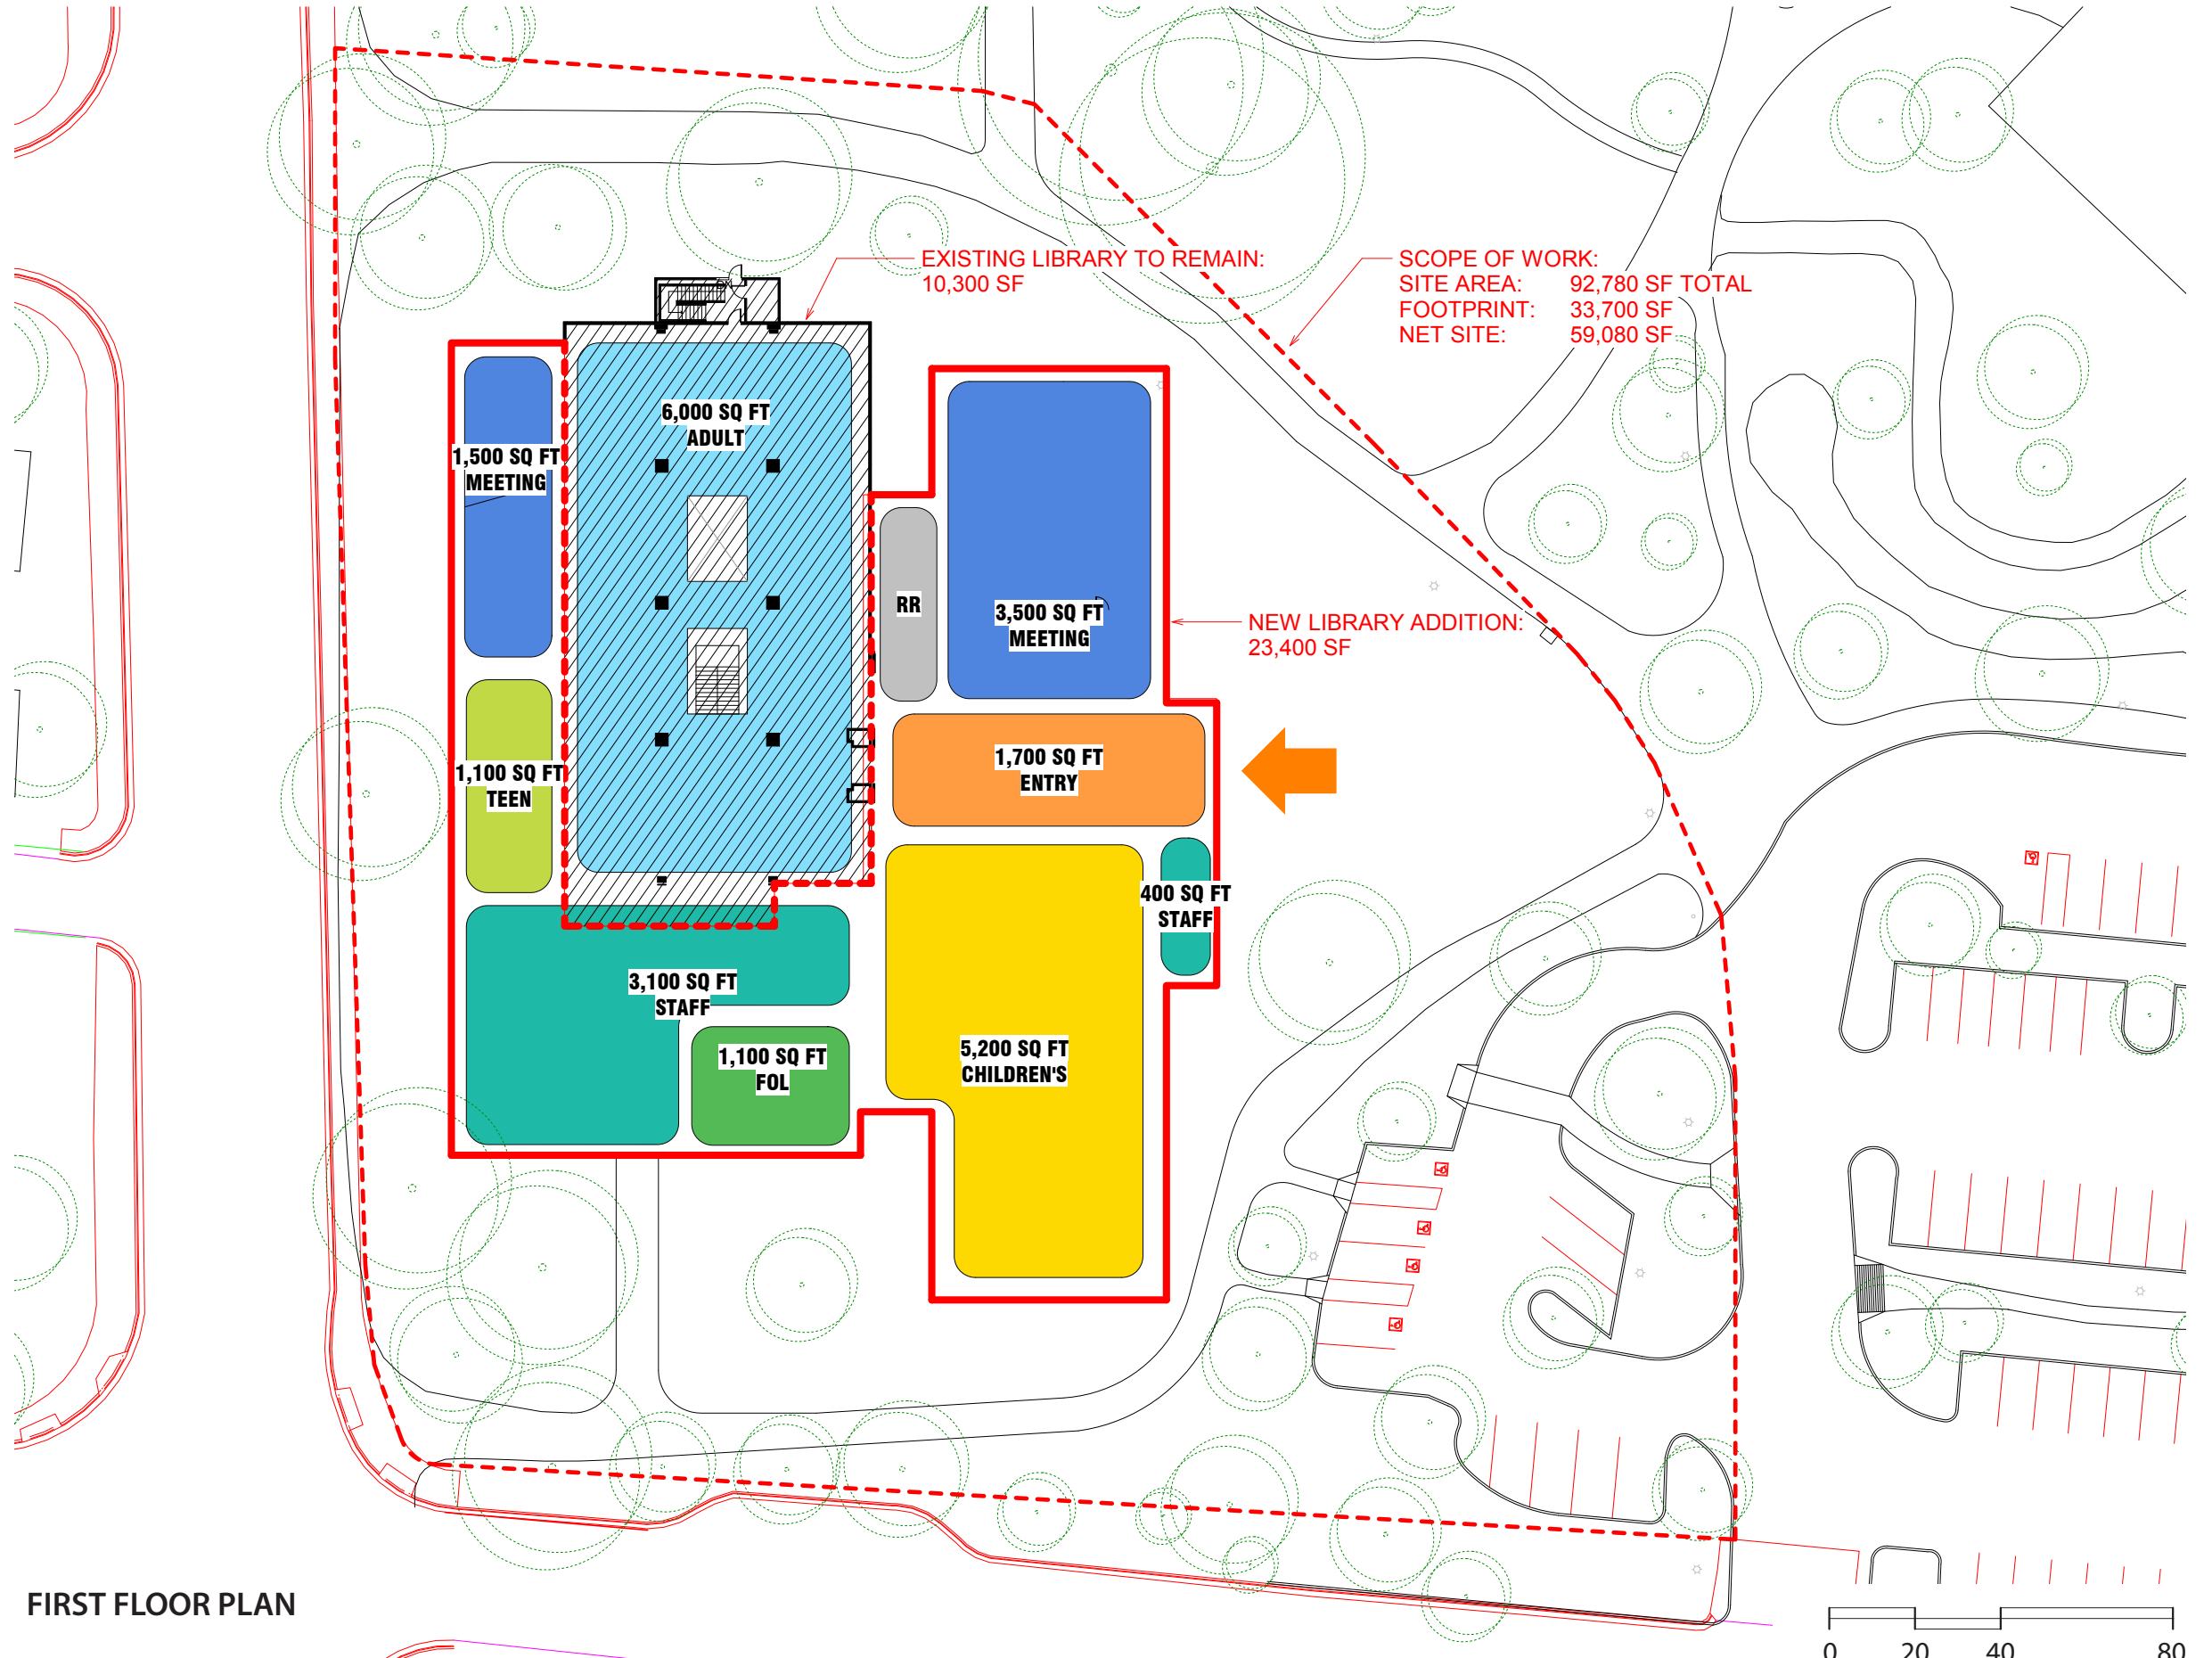 EXISTING LIBRARY TO REMAIN:
10,300 SF
SCOPE OF WORK:
SITE AREA: 92,780 SF TOTAL
FOOTPRINT: 33,700 SF
NET SITE: 59,080 SF
6,000 SQ FT
ADULT
1,500 SQ FT
MEETING
RR
3,500 SQ FT
MEETING
NEW LIBRARY ADDITION:
23,400 SF
1,100 SQ FT
TEEN
1,700 SQ FT
ENTRY
400 SQ FT
STAFF
3,100 SQ FT
STAFF
1,100 SQ FT
FOL
5,200 SQ FT
CHILDREN'S
FIRST FLOOR PLAN
0 20 40 80